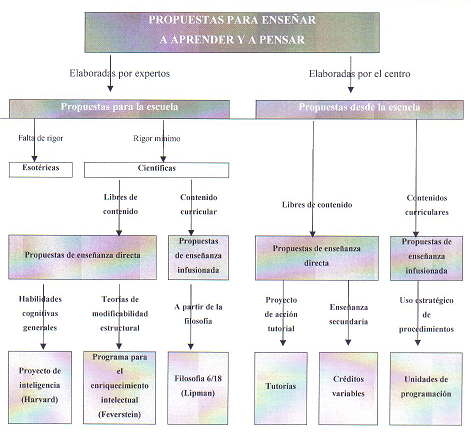 PROPUESTAS PARA ENSEÑAR
A APRENDER Y A PENSAR
Elaboradas por expertos
Elaboradas por el centro
Propuestas para la escuela
Propuestas desde la escuela
Falta de rigor
Rigor mínimo
Esotéricas
Científicas
Libres de
contenido
Contenido
curricular
Libres de contenido
Contenidos
curriculares
Propuestas de enseñanza directa
Propuestas
de enseñanza
infusionada
Propuestas de enseñanza
directa
Propuestas de
enseñanza
infusionada
Habilidades
cognitivas
generales
Teorías de
modificabilidad
estructural
A partir de la
filosofía
Proyecto
de acción
tutorial
Enseñanza
secundaria
Uso estratégico
de
procedimientos
Proyecto de
inteligencia
(Harvard)
Programa para
el
enriquecimiento
intelectual
(Feverstein)
Filosofía 6/18
(Lipman)
Tutorías
Créditos
variables
Unidades de
programación